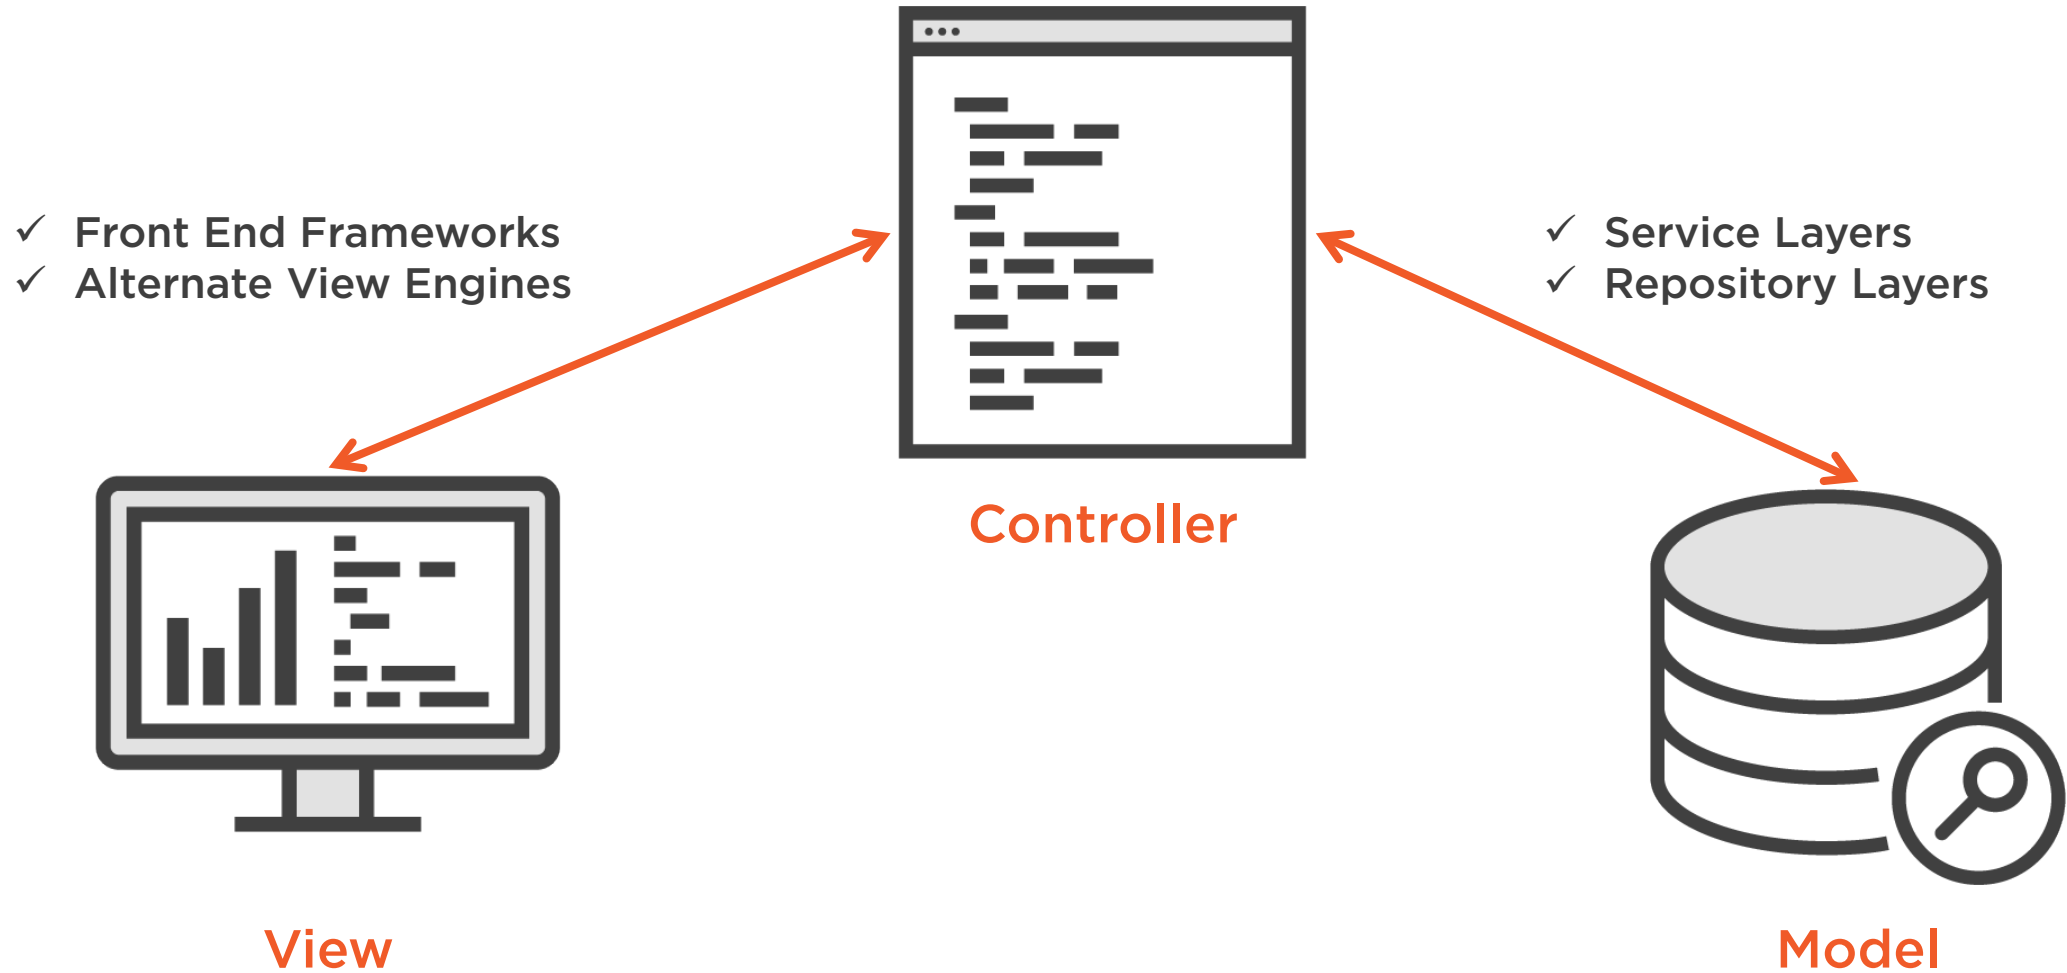 ✓ Front End Frameworks
✓ Alternate View Engines
✓ Service Layers
✓ Repository Layers
Controller
View
Model